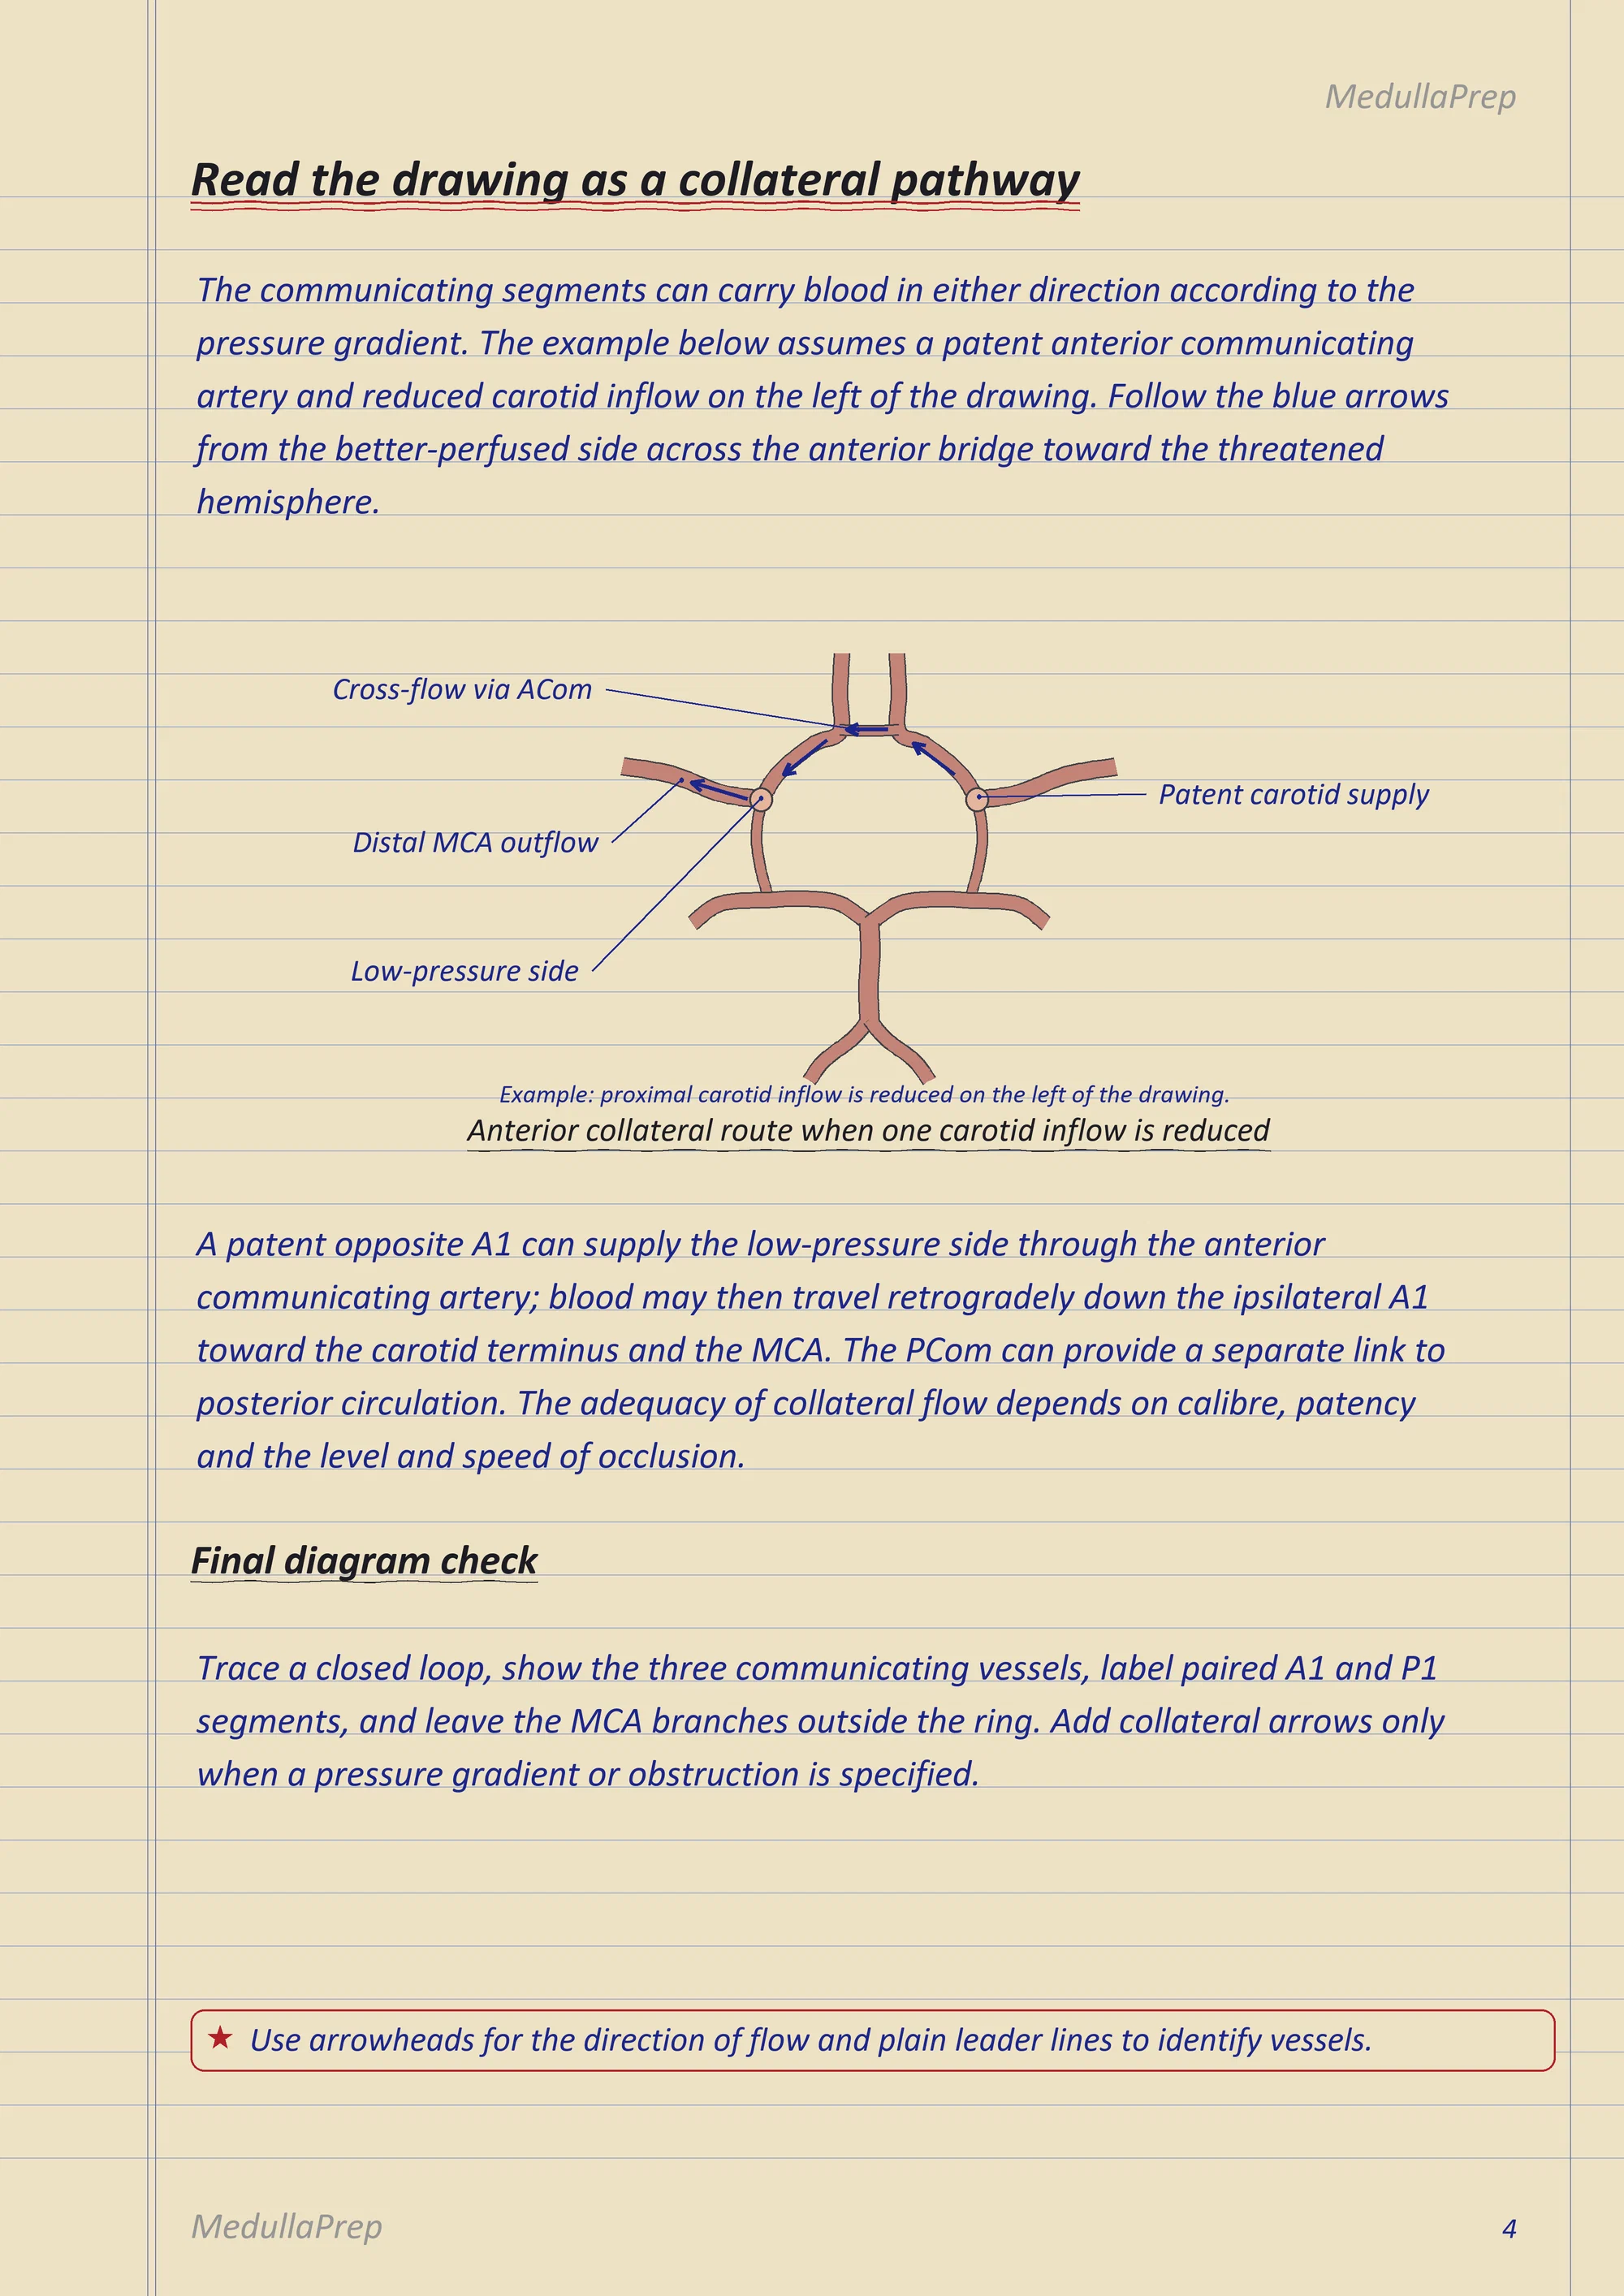 MedullaPrep
Read the drawing as a collateral pathway
The communicating segments can carry blood in either direction according to the
pressure gradient. The example below assumes a patent anterior communicating
artery and reduced carotid inflow on the left of the drawing. Follow the blue arrows
from the better-perfused side across the anterior bridge toward the threatened
hemisphere.
Cross-flow via ACom
Patent carotid supply
Distal MCA outflow
Low-pressure side
Example: proximal carotid inflow is reduced on the left of the drawing.
Anterior collateral route when one carotid inflow is reduced
A patent opposite A1 can supply the low-pressure side through the anterior
communicating artery; blood may then travel retrogradely down the ipsilateral A1
toward the carotid terminus and the MCA. The PCom can provide a separate link to
posterior circulation. The adequacy of collateral flow depends on calibre, patency
and the level and speed of occlusion.
Final diagram check
Trace a closed loop, show the three communicating vessels, label paired A1 and P1
segments, and leave the MCA branches outside the ring. Add collateral arrows only
when a pressure gradient or obstruction is specified.
★ Use arrowheads for the direction of flow and plain leader lines to identify vessels.
MedullaPrep
4